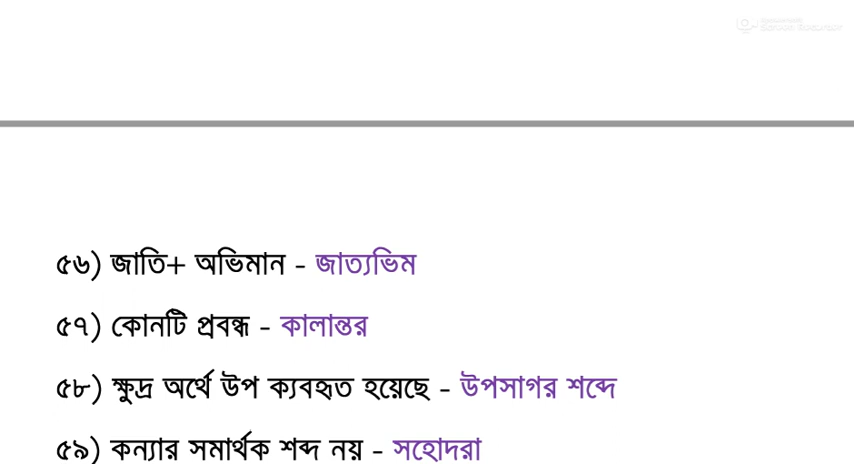 ৫৬) জাতি+ অভিমান - জাত্যভিম
৫৭) কোনটি প্রবন্ধ - কালান্তর
৫৮) ক্ষুদ্র অর্থে উপ ক্যবহৃত হয়েছে - উপসাগর শব্দে
৫৯) কন্যার সমার্থক শব্দ নয় - সহোদরা